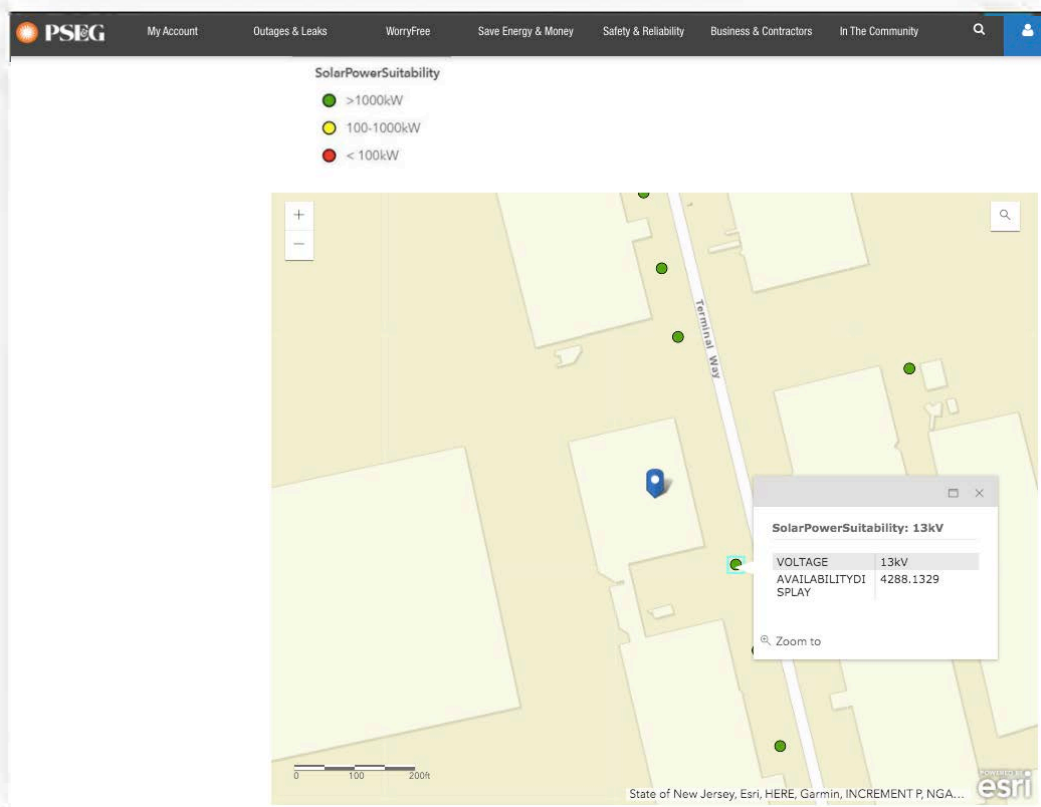 PSE&G My Account Outages & Leaks WorryFree Save Energy & Money Safety & Reliability Business & Contractors In The Community
SolarPowerSuitability
>1000kW
100-1000kW
< 100kW
+
−
Terminal Way
SolarPowerSuitability: 13kV
VOLTAGE 13kV
AVAILABILITYDI 4288.1329
SPLAY
Zoom to
0 100 200ft
State of New Jersey, Esri, HERE, Garmin, INCREMENT P, NGA...
POWERED BY
esri